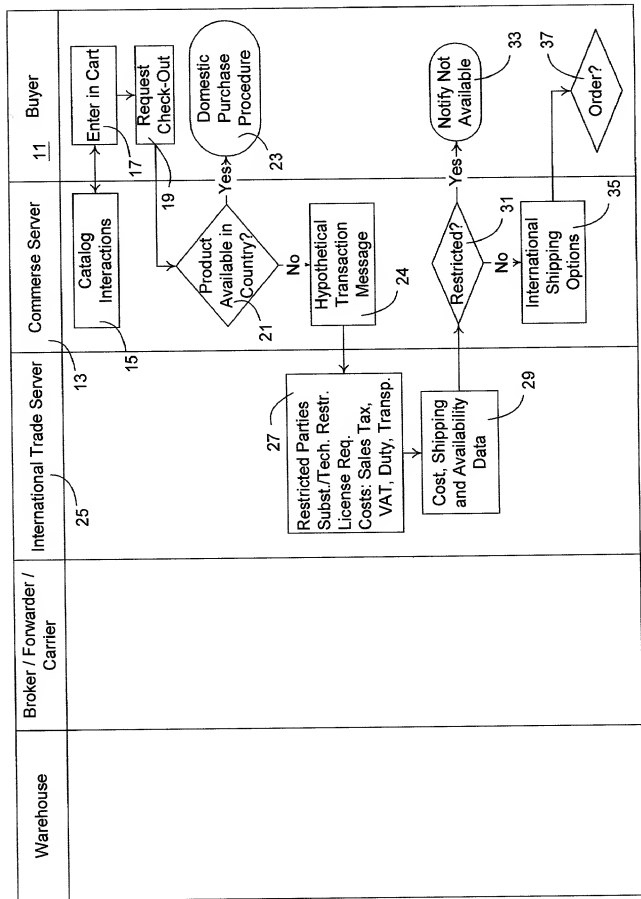 Warehouse
Broker / Forwarder /
Carrier
International Trade Server
25
Commerse Server
13
11 Buyer
Catalog
Interactions
15
Enter in Cart
17
Request
Check-Out
19
Product
Available in
Country?
21
Yes
Domestic
Purchase
Procedure
23
No
Hypothetical
Transaction
Message
24
27
Restricted Parties
Subst./Tech. Restr.
License Req.
Costs: Sales Tax,
VAT, Duty, Transp.
Cost, Shipping
and Availability
Data
29
Restricted?
31
Yes
Notify Not
Available
33
No
International
Shipping
Options
35
Order?
37